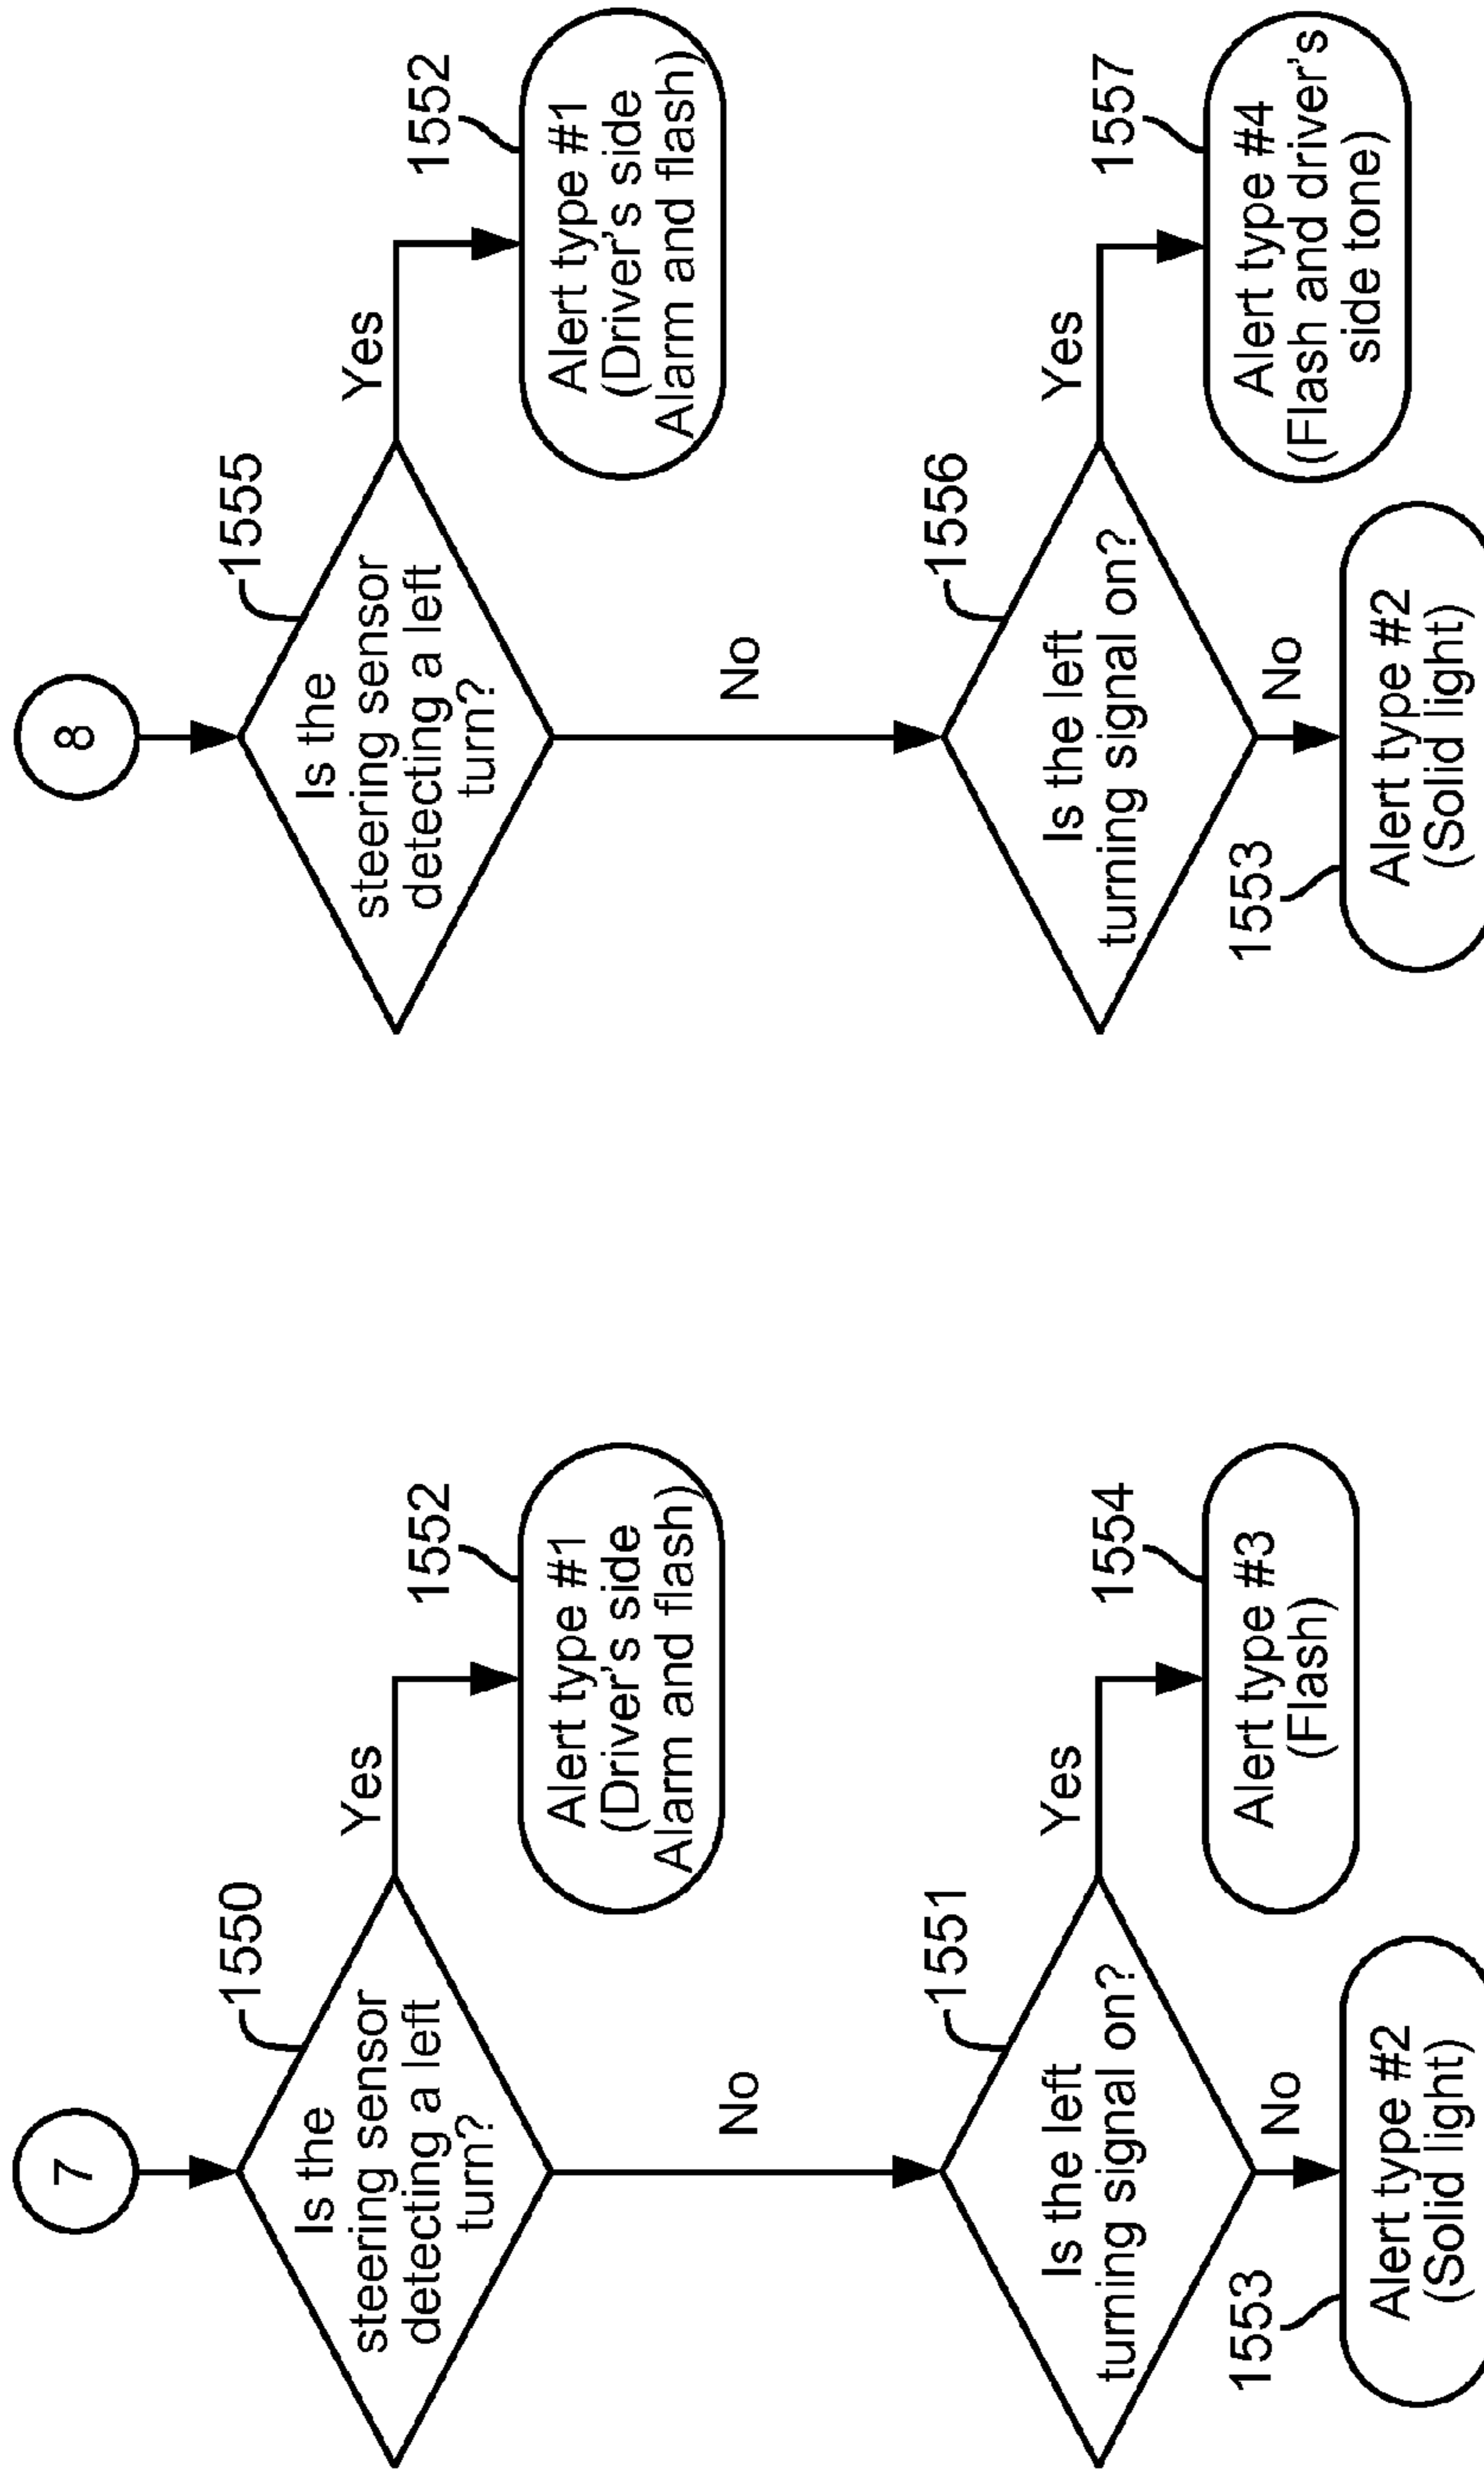 7
1550
Is the
steering sensor
detecting a left
turn?
Yes
1552
Alert type #1
(Driver's side
Alarm and flash)
No
1551
Is the left
turning signal on?
Yes
1554
Alert type #3
(Flash)
No
1553
Alert type #2
(Solid light)
8
1555
Is the
steering sensor
detecting a left
turn?
Yes
1552
Alert type #1
(Driver's side
Alarm and flash)
No
1556
Is the left
turning signal on?
Yes
1557
Alert type #4
(Flash and driver's
side tone)
No
1553
Alert type #2
(Solid light)